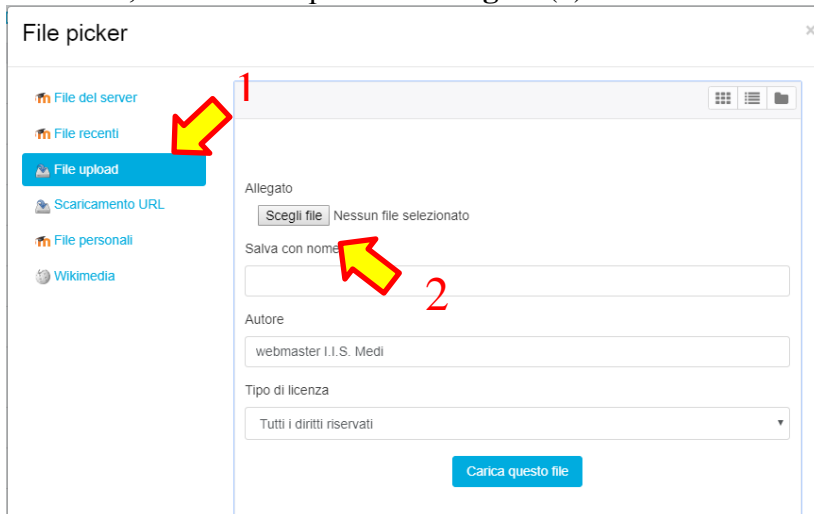 File picker
×
File del server
File recenti
File upload
Scaricamento URL
File personali
Wikimedia
1
Allegato
Scegli file Nessun file selezionato
Salva con nome
2
Autore
webmaster I.I.S. Medi
Tipo di licenza
Tutti i diritti riservati
Carica questo file